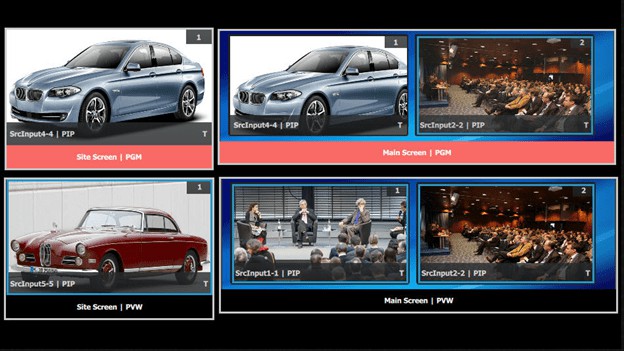 1
SrcInput4-4 | PIP T
Site Screen | PGM
1
SrcInput4-4 | PIP
2
SrcInput2-2 | PIP T
Main Screen | PGM
1
SrcInput5-5 | PIP T
Site Screen | PVW
1
SrcInput1-1 | PIP T
2
SrcInput2-2 | PIP T
Main Screen | PVW